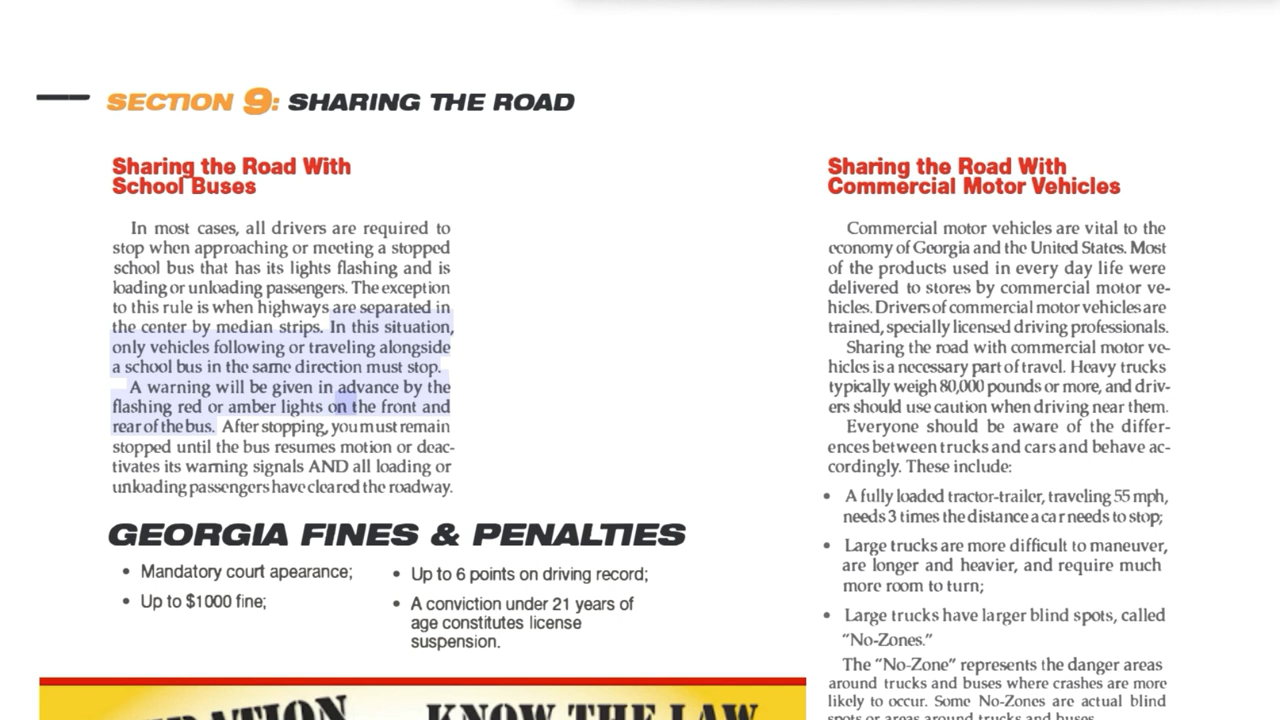 SECTION 9: SHARING THE ROAD
Sharing the Road With
School Buses
In most cases, all drivers are required to
stop when approaching or meeting a stopped
school bus that has its lights flashing and is
loading or unloading passengers. The exception
to this rule is when highways are separated in
the center by median strips. In this situation,
only vehicles following or traveling alongside
a school bus in the same direction must stop.
A warning will be given in advance by the
flashing red or amber lights on the front and
rear of the bus. After stopping, you must remain
stopped until the bus resumes motion or deac-
tivates its warning signals AND all loading or
unloading passengers have cleared the roadway.
GEORGIA FINES & PENALTIES
• Mandatory court apearance;
• Up to $1000 fine;
• Up to 6 points on driving record;
• A conviction under 21 years of
age constitutes license
suspension.
KNOW THE LAW
Sharing the Road With
Commercial Motor Vehicles
Commercial motor vehicles are vital to the
economy of Georgia and the United States. Most
of the products used in every day life were
delivered to stores by commercial motor ve-
hicles. Drivers of commercial motor vehicles are
trained, specially licensed driving professionals.
Sharing the road with commercial motor ve-
hicles is a necessary part of travel. Heavy trucks
typically weigh 80,000 pounds or more, and driv-
ers should use caution when driving near them.
Everyone should be aware of the differ-
ences between trucks and cars and behave ac-
cordingly. These include:
• A fully loaded tractor-trailer, traveling 55 mph,
needs 3 times the distance a car needs to stop;
• Large trucks are more difficult to maneuver,
are longer and heavier, and require much
more room to turn;
• Large trucks have larger blind spots, called
“No-Zones.”
The “No-Zone” represents the danger areas
around trucks and buses where crashes are more
likely to occur. Some No-Zones are actual blind
spots or areas around trucks and buses